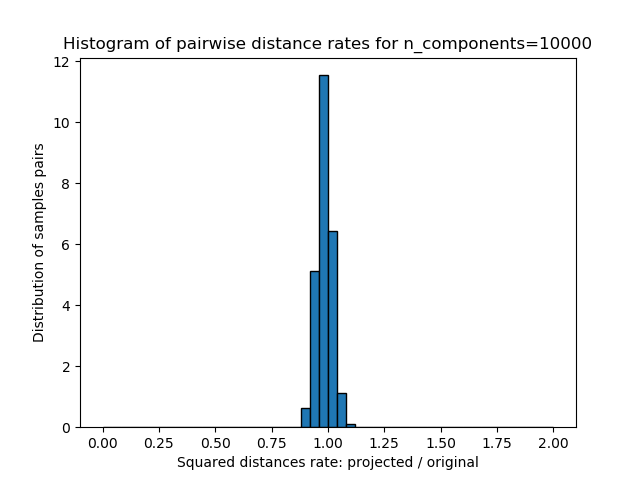 Histogram of pairwise distance rates for n_components=10000
12
10
8
6
4
2
0
Distribution of samples pairs
0.00 0.25 0.50 0.75 1.00 1.25 1.50 1.75 2.00
Squared distances rate: projected / original